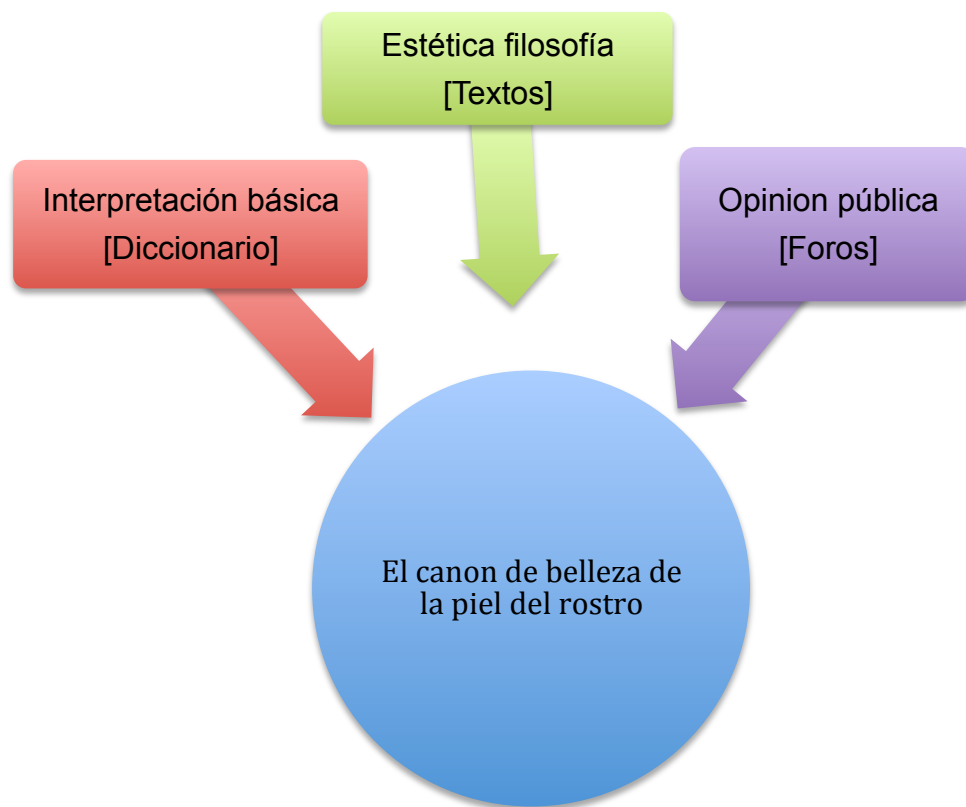 Estética filosofía
[Textos]
Interpretación básica
[Diccionario]
Opinion pública
[Foros]
El canon de belleza de
la piel del rostro